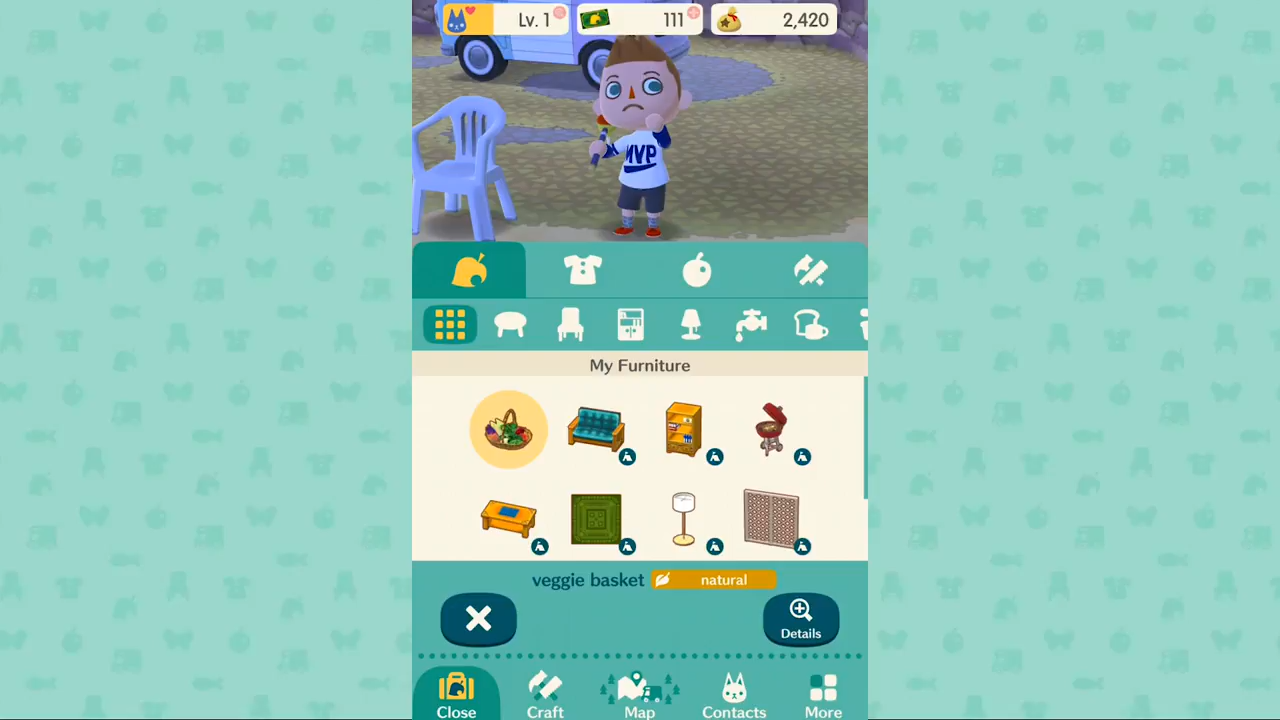 Lv. 1
111
2,420
MVP
My Furniture
veggie basket
natural
Details
Close
Craft
Map
Contacts
More